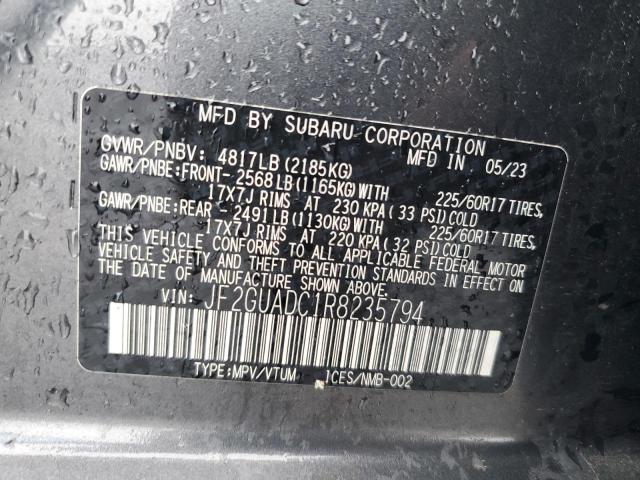 MFD BY SUBARU CORPORATION
GVWR/PNBV: 4817LB(2185KG) MFD IN 05/23
GAWR/PNBE:FRONT-2568LB(1165KG)WITH 225/60R17 TIRES,
17X7J RIMS AT 230 KPA(33 PSI)COLD
GAWR/PNBE:REAR -2491LB(1130KG)WITH 225/60R17 TIRES,
17X7J RIMS AT 220 KPA(32 PSI)COLD
THIS VEHICLE CONFORMS TO ALL APPLICABLE FEDERAL MOTOR
VEHICLE SAFETY AND THEFT PREVENTION STANDARDS IN EFFECT ON
THE DATE OF MANUFACTURE SHOWN ABOVE.
VIN: JF2GUADC1R8235794
TYPE:MPV/VTUM ICES/NMB-002